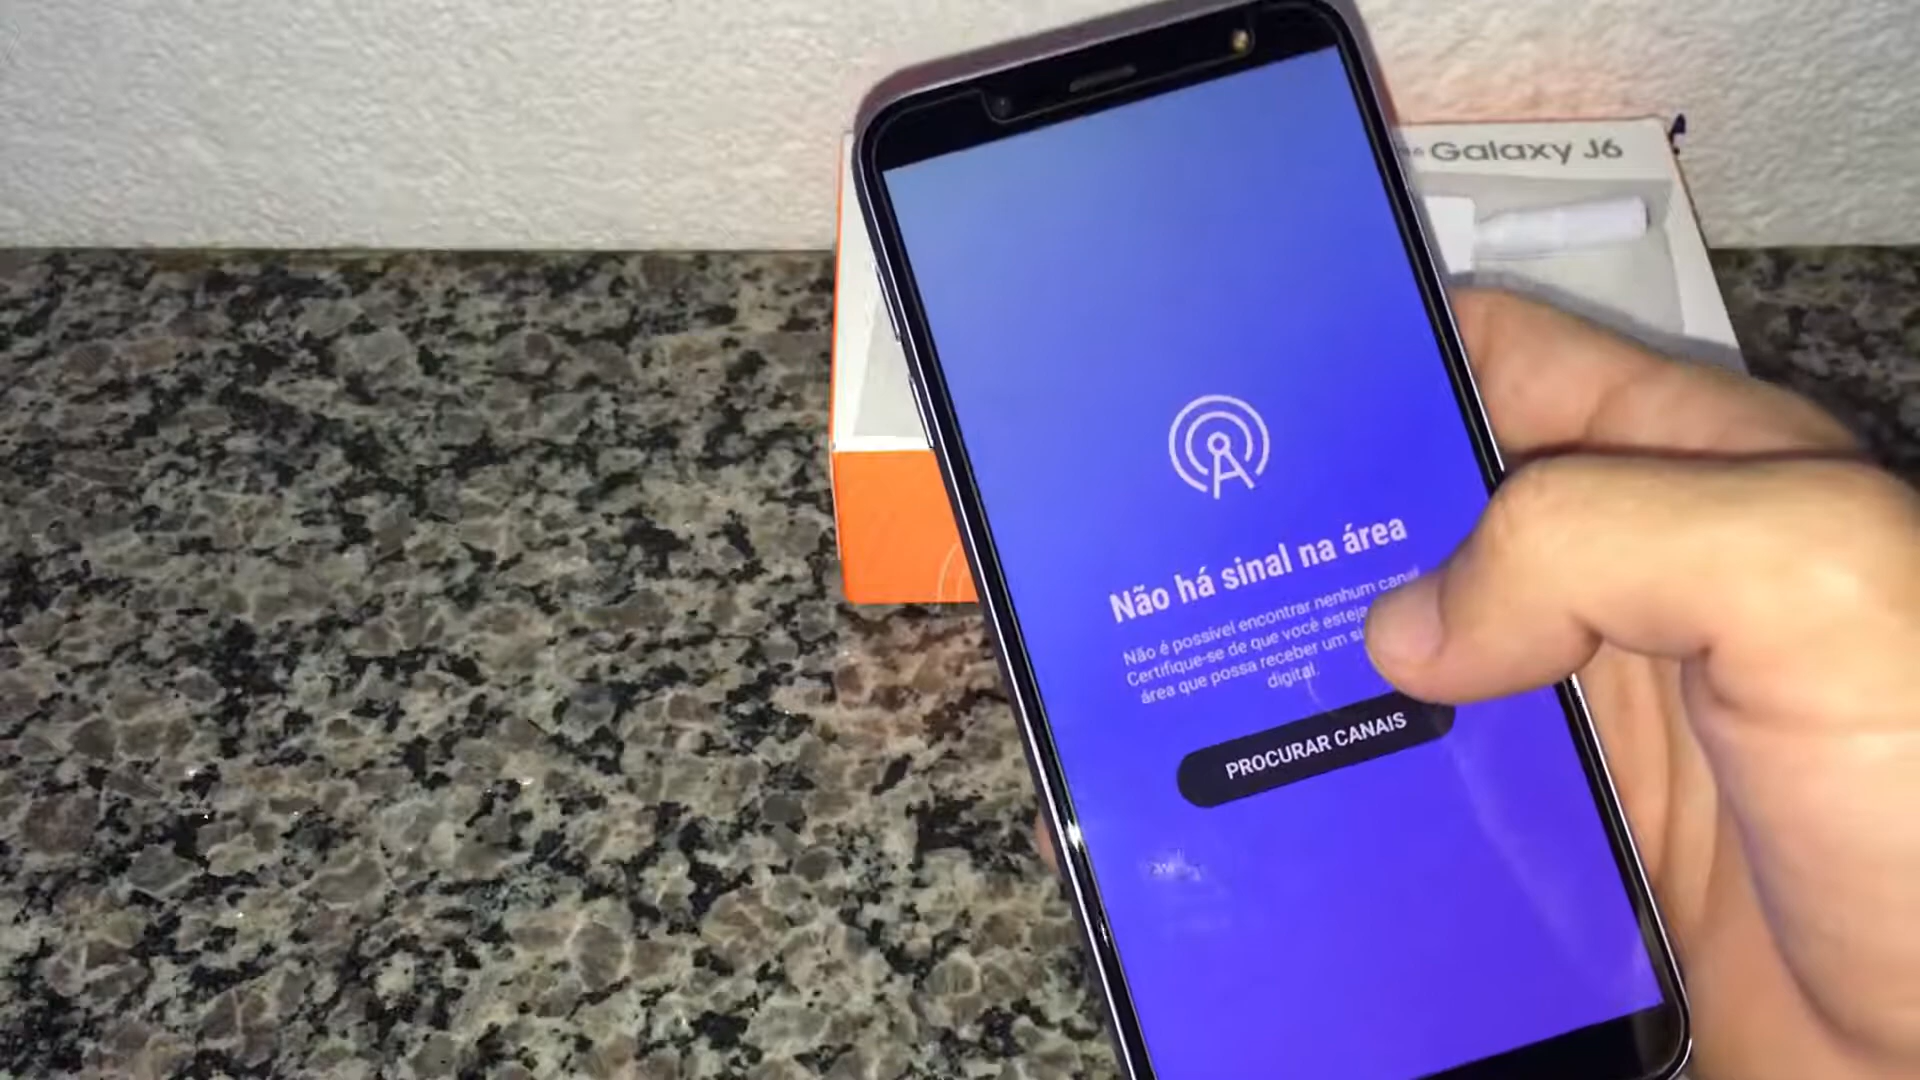 Galaxy J6
Não há sinal na área
Não é possível encontrar nenhum canal
Certifique-se de que você esteja
área que possa receber um
digital.
PROCURAR CANAIS